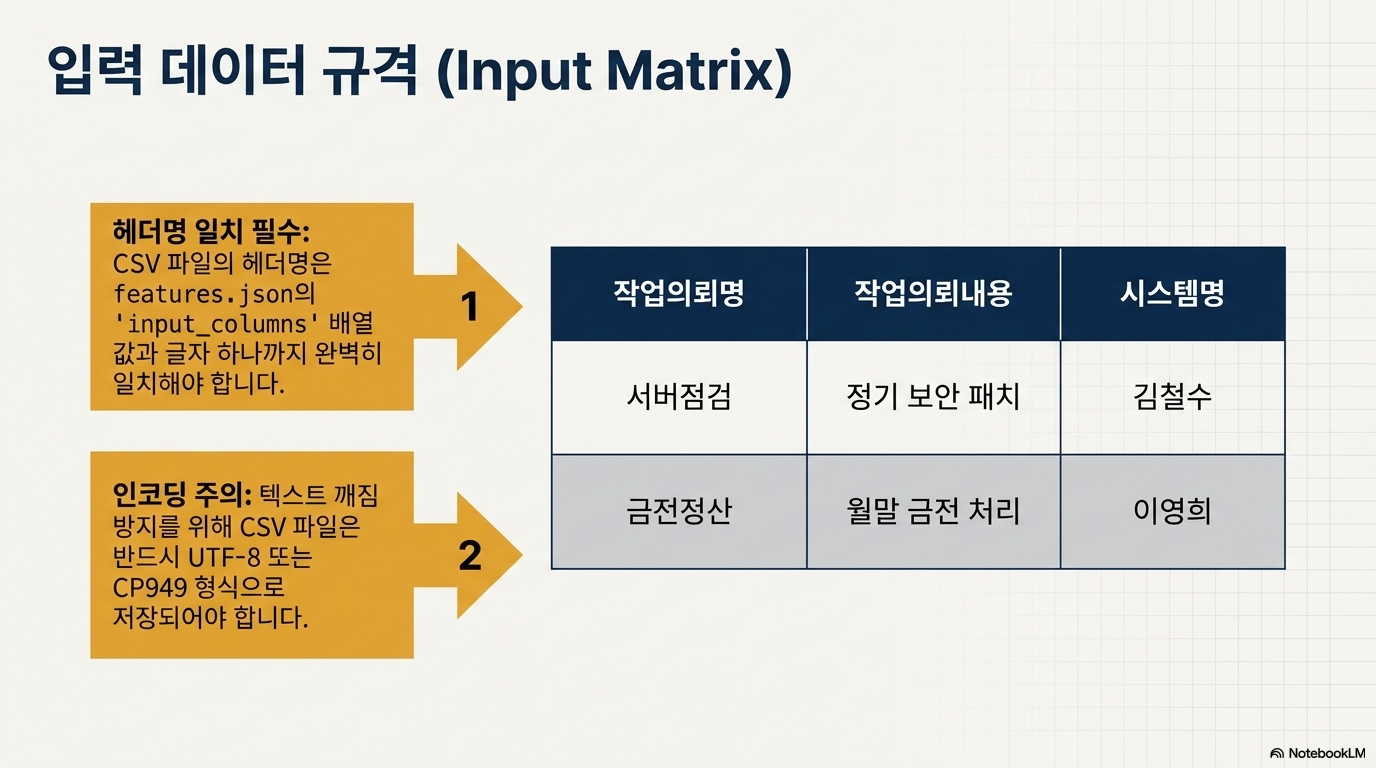 입력 데이터 규격 (Input Matrix)
헤더명 일치 필수:
CSV 파일의 헤더명은
features.json의
'input_columns' 배열
값과 글자 하나까지 완벽히
일치해야 합니다.
1
인코딩 주의: 텍스트 깨짐
방지를 위해 CSV 파일은
반드시 UTF-8 또는
CP949 형식으로
저장되어야 합니다.
2
작업의뢰명 작업의뢰내용 시스템명
서버점검 정기 보안 패치 김철수
금전정산 월말 금전 처리 이영희
NotebookLM